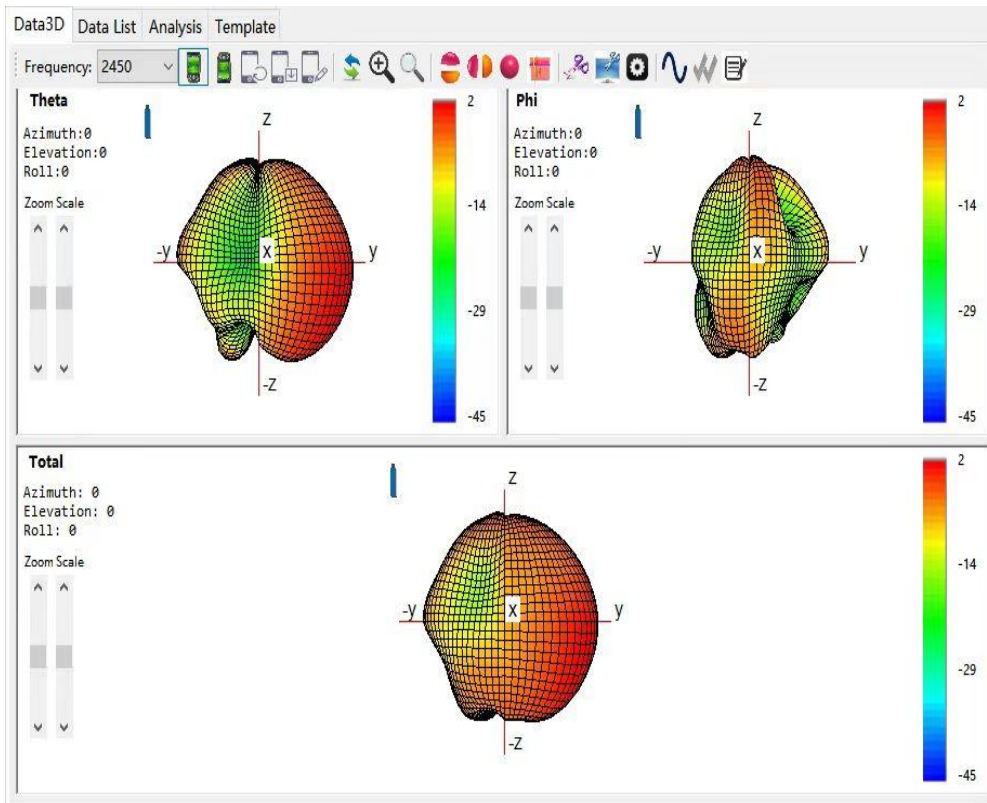 Data3D Data List Analysis Template
Frequency: 2450
Theta
Azimuth:0
Elevation:0
Roll:0
Zoom Scale
z
-y
X
y
-z
2
-14
-29
-45
Phi
Azimuth:0
Elevation:0
Roll:0
Zoom Scale
z
-y
X
y
-z
2
-14
-29
-45
Total
Azimuth: 0
Elevation: 0
Roll: 0
Zoom Scale
z
-y
X
y
-z
2
-14
-29
-45